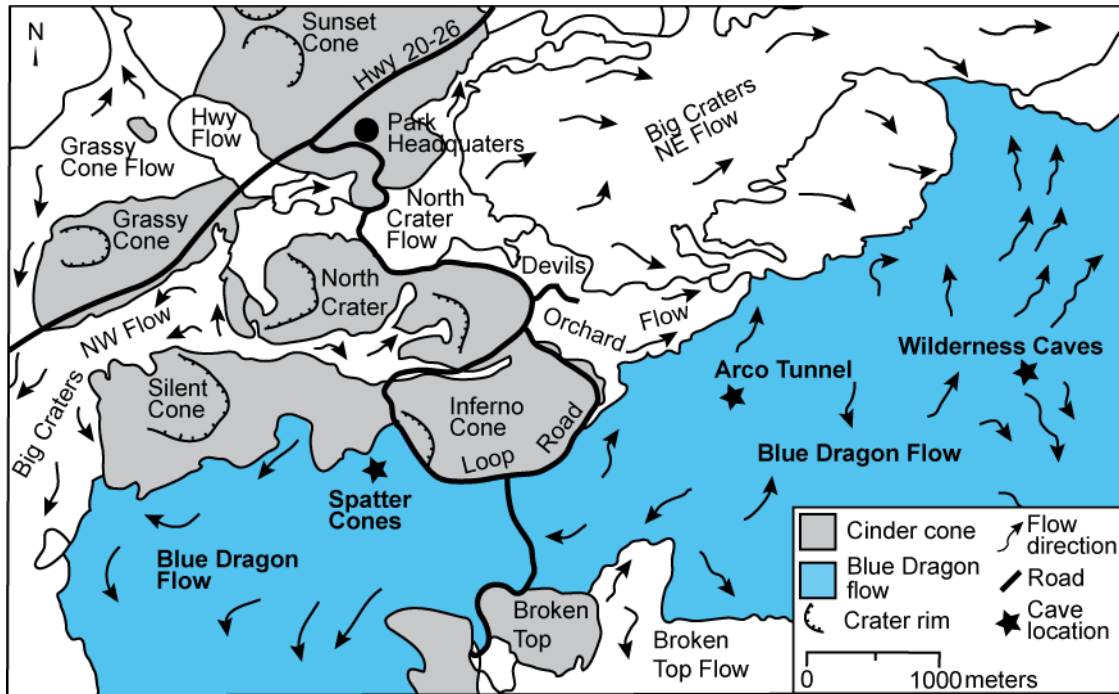 N
Sunset
Cone
Hwy 20-26
Hwy
Flow
Park
Headquaters
Grassy
Cone Flow
Big Craters
NE Flow
Grassy
Cone
North
Crater
Flow
Devils
Orchard
Flow
North
Crater
NW Flow
Big Craters
Silent
Cone
Inferno
Cone
Loop
Road
Arco Tunnel
Wilderness Caves
Blue Dragon Flow
Spatter
Cones
Blue Dragon
Flow
Broken
Top
Broken
Top Flow
Cinder cone
Blue Dragon
flow
Crater rim
Flow
direction
Road
Cave
location
0
1000 meters